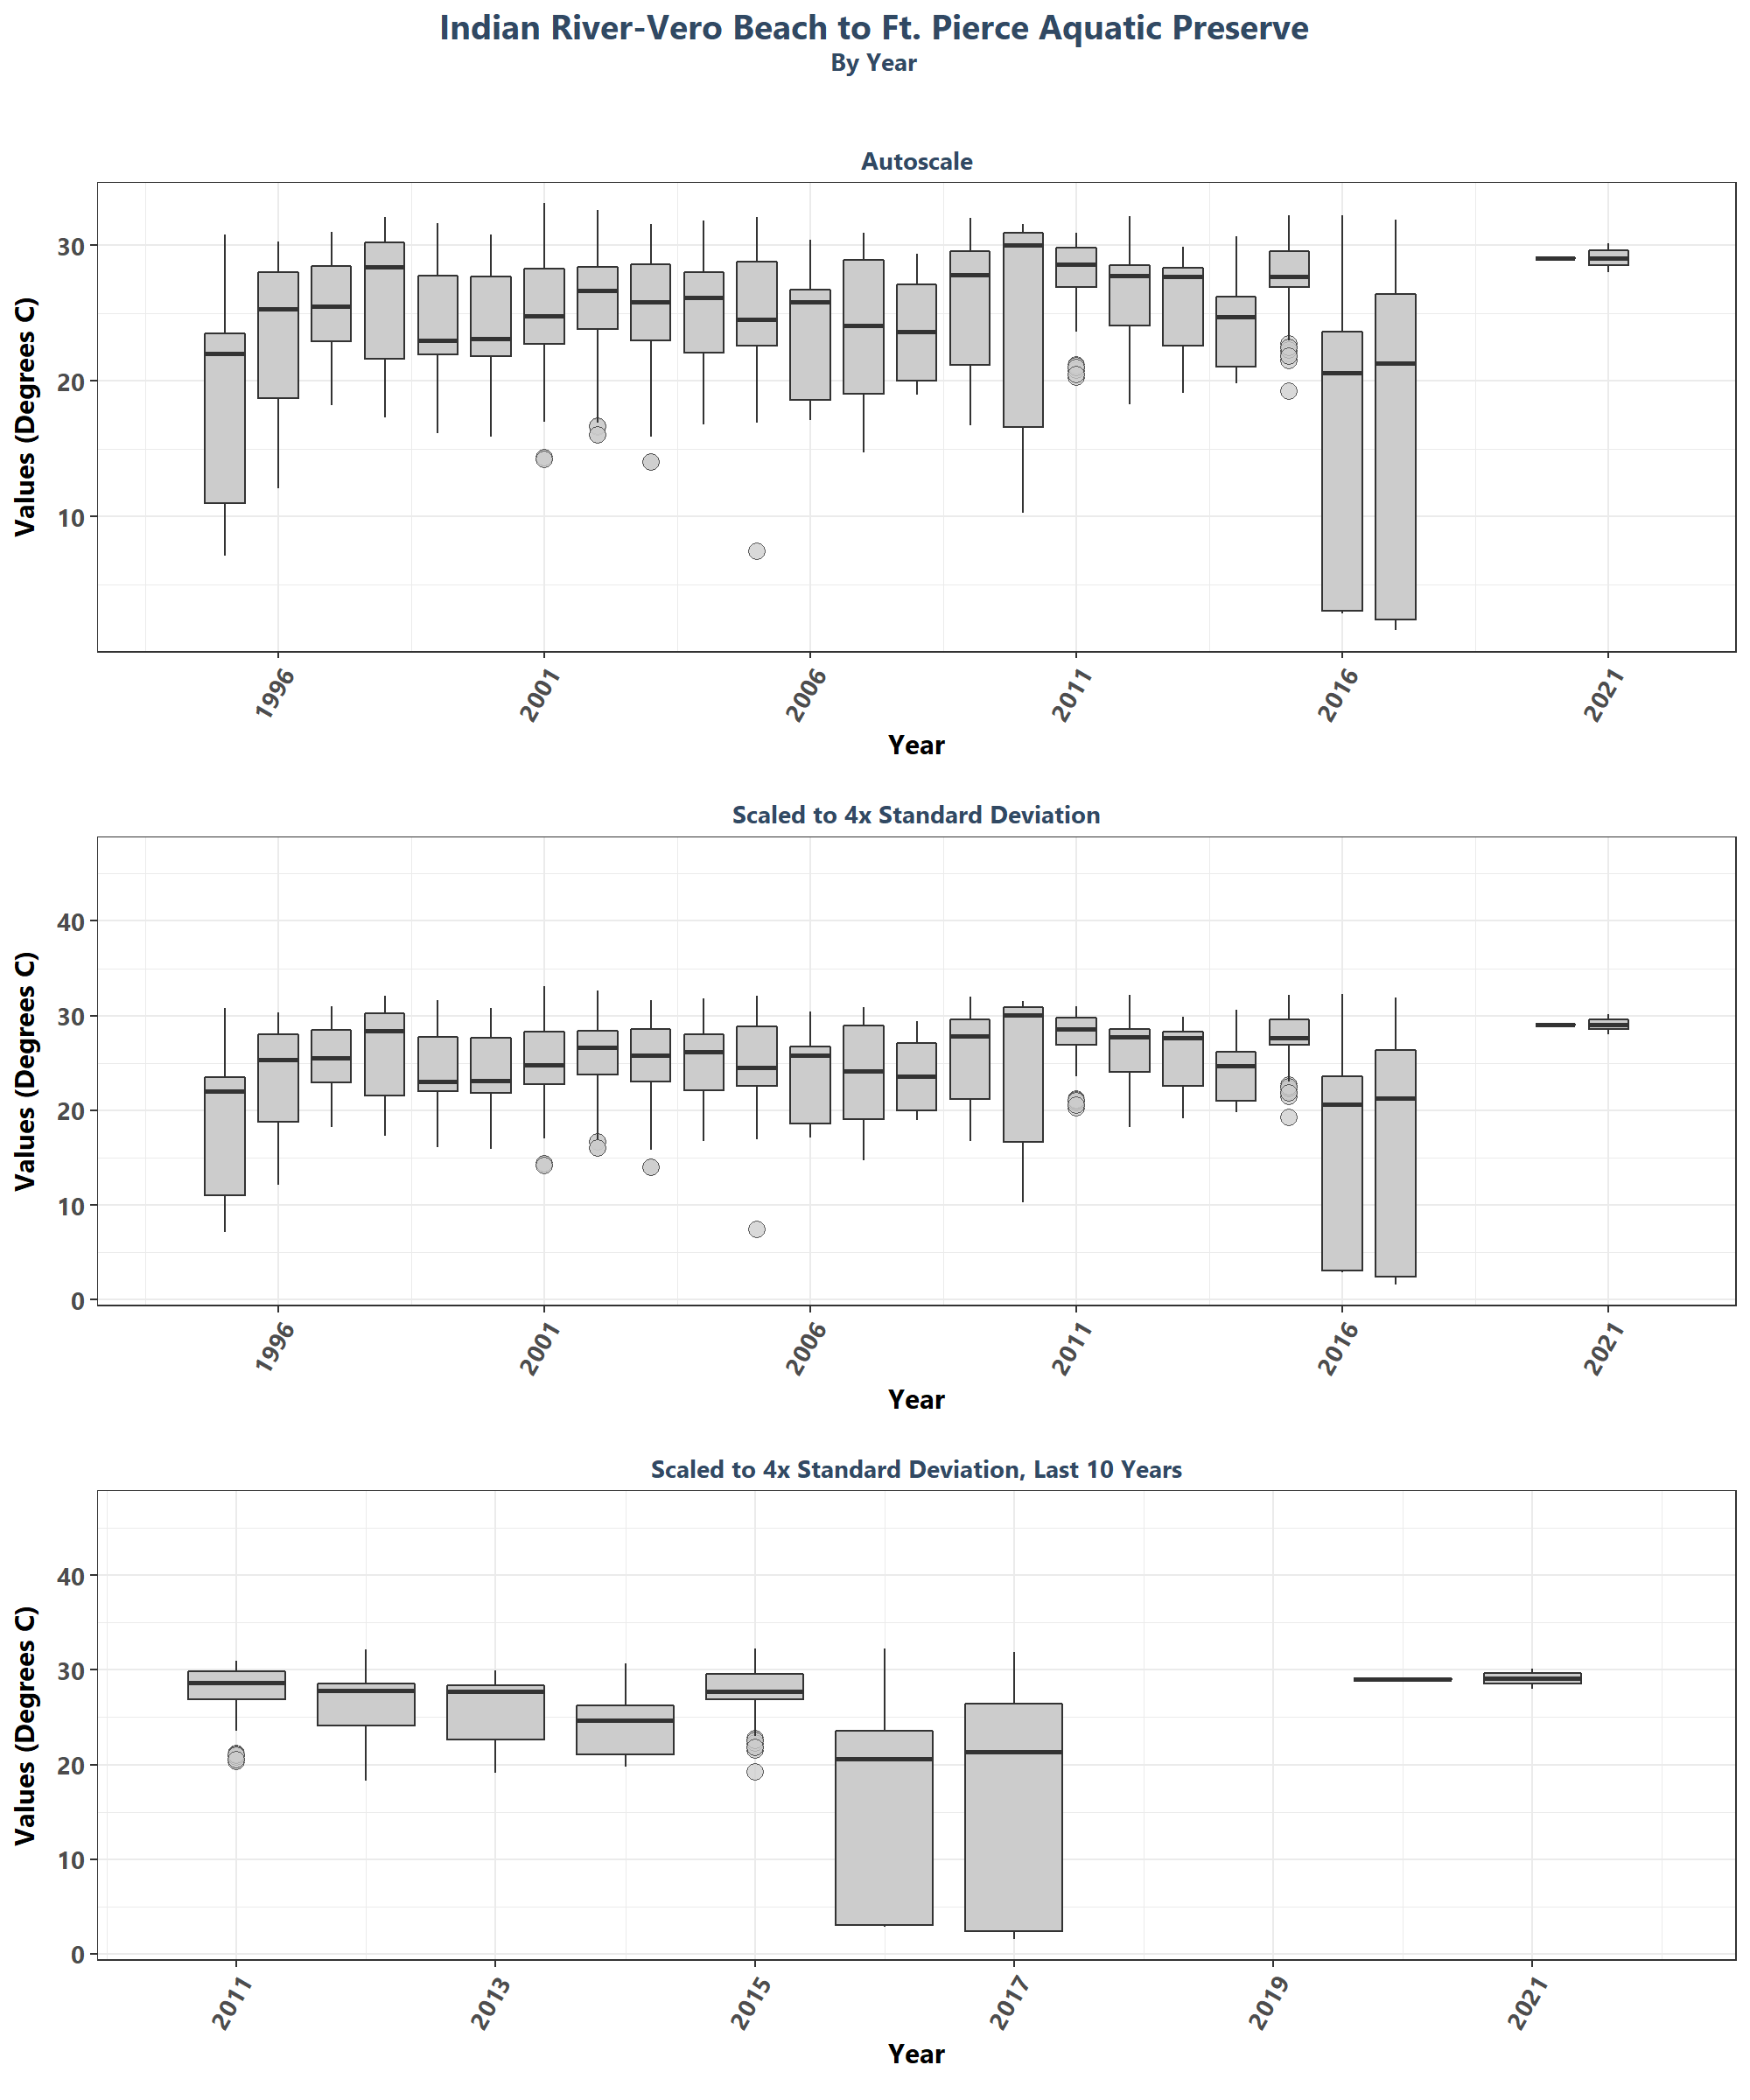 Indian River-Vero Beach to Ft. Pierce Aquatic Preserve
By Year
Autoscale
Values (Degrees C)
30
20
10
1996
2001
2006
2011
2016
2021
Year
Scaled to 4x Standard Deviation
Values (Degrees C)
40
30
20
10
0
1996
2001
2006
2011
2016
2021
Year
Scaled to 4x Standard Deviation, Last 10 Years
Values (Degrees C)
40
30
20
10
0
2011
2013
2015
2017
2019
2021
Year